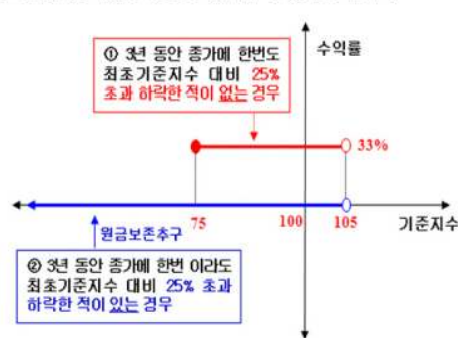 ① 3년 동안 종가에 한번도
최초기준지수 대비 25%
초과 하락한 적이 없는 경우
수익률
33%
75
100
105
기준지수
원금보존추구
② 3년 동안 종가에 한번 이라도
최초기준지수 대비 25% 초과
하락한 적이 있는 경우